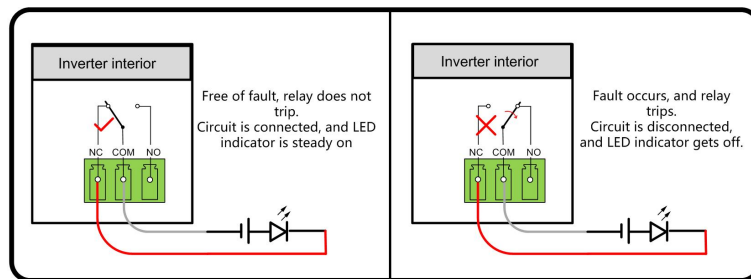 Inverter interior
Free of fault, relay does not
trip.
Circuit is connected, and LED
indicator is steady on
NC COM NO
Inverter interior
Fault occurs, and relay
trips.
Circuit is disconnected,
and LED indicator gets off.
NC COM NO